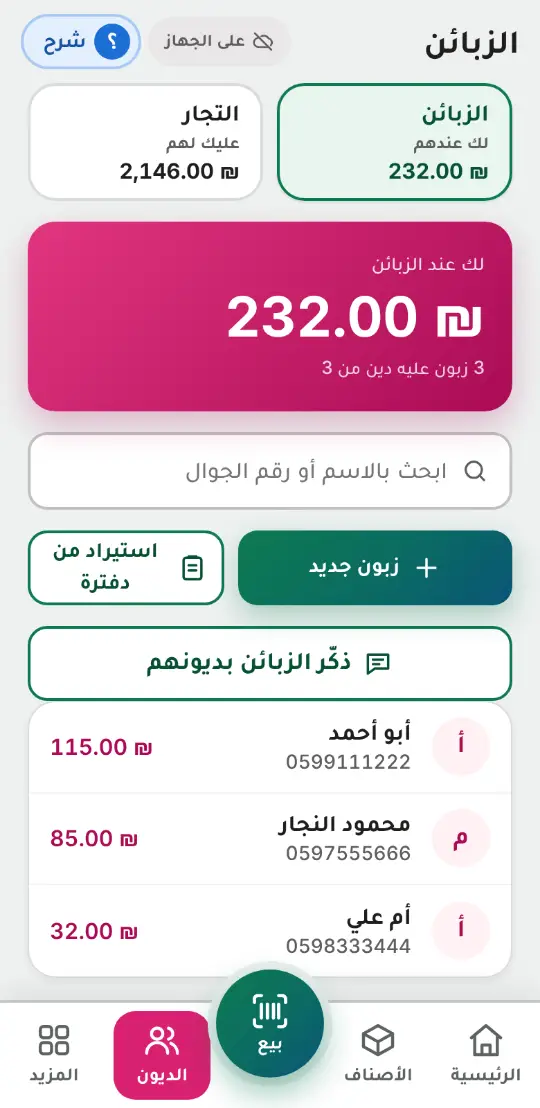 الزبائن
على الجهاز
؟ شرح
الزبائن
لك عندهم
₪ 232.00
التجار
عليك لهم
₪ 2,146.00
لك عند الزبائن
₪ 232.00
3 زبون عليه دين من 3
ابحث بالاسم أو رقم الجوال
زبون جديد
استيراد من
دفترة
ذكّر الزبائن بديونهم
أ
أبو أحمد
0599111222
₪ 115.00
م
محمود النجار
0597555666
₪ 85.00
أ
أم علي
0598333444
₪ 32.00
الرئيسية
الأصناف
بيع
الديون
المزيد